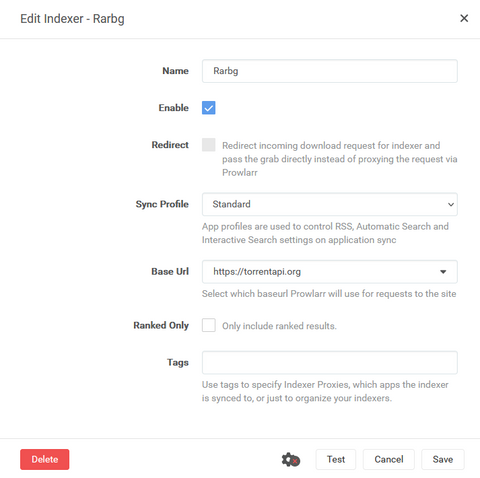 Edit Indexer - Rarbg
Name
Rarbg
Enable
Redirect
Redirect incoming download request for indexer and
pass the grab directly instead of proxying the request via
Prowlarr
Sync Profile
Standard
App profiles are used to control RSS, Automatic Search and
Interactive Search settings on application sync
Base Url
https://torrentapi.org
Select which baseurl Prowlarr will use for requests to the site
Ranked Only
Only include ranked results.
Tags
Use tags to specify Indexer Proxies, which apps the indexer
is synced to, or just to organize your indexers.
Delete
Test
Cancel
Save